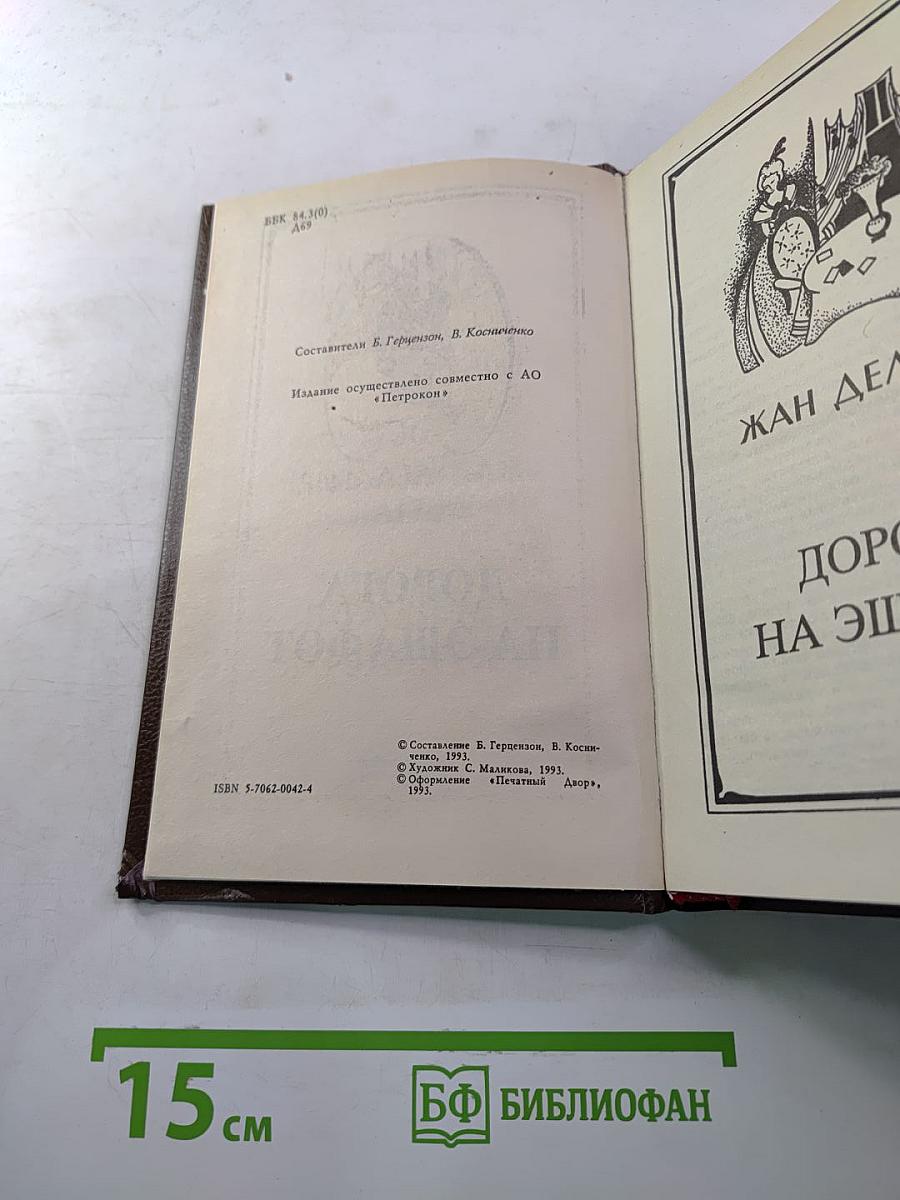 ББК 84.3(0)
Д69
Составители Б. Герцензон, В. Косниченко
Издание осуществлено совместно с АО
«Петрокон»
© Составление Б. Герцензон, В. Косни-
ченко, 1993.
© Художник С. Маликова, 1993.
© Оформление «Печатный Двор»,
1993.
ISBN 5-7062-0042-4
ЖАН ДЕЛ
ДОРО
НА ЭШ
15 см
БФ БИБЛИОФАН